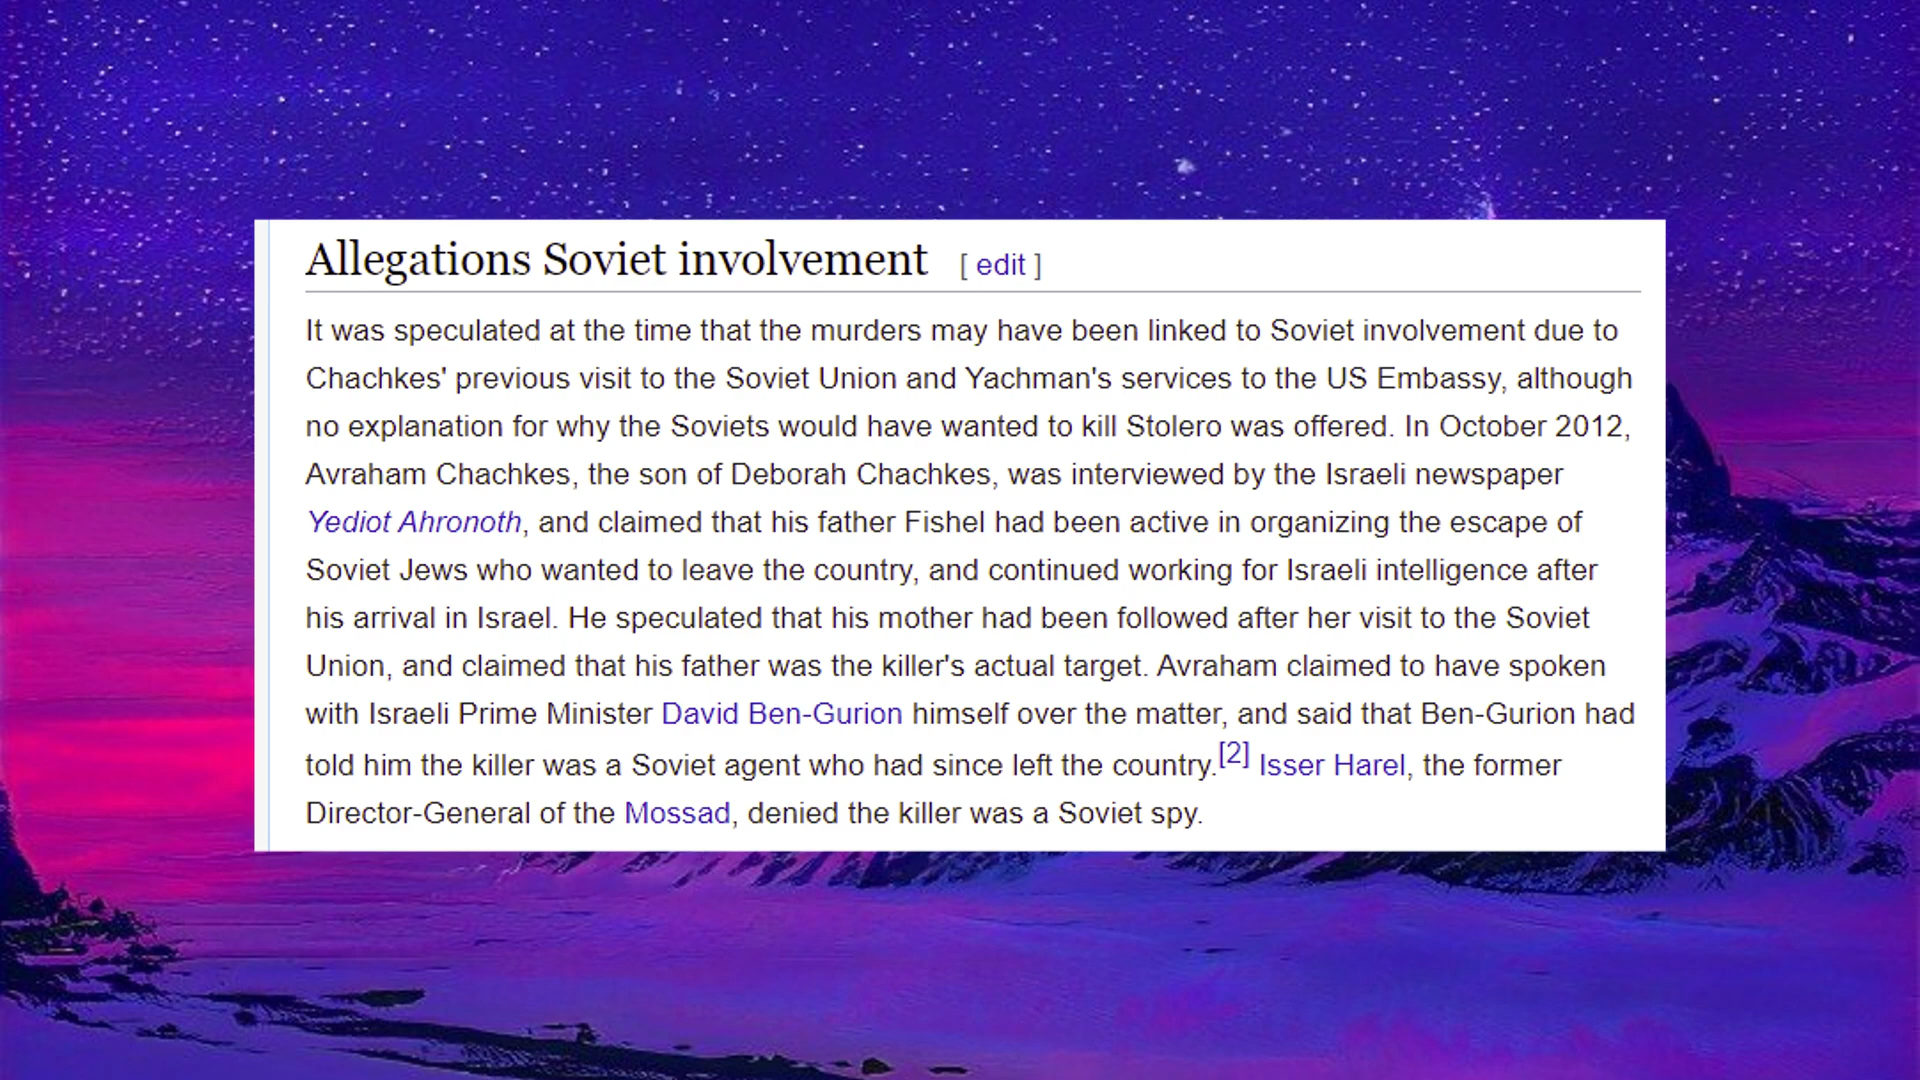 Allegations Soviet involvement [ edit ]
It was speculated at the time that the murders may have been linked to Soviet involvement due to
Chachkes' previous visit to the Soviet Union and Yachman's services to the US Embassy, although
no explanation for why the Soviets would have wanted to kill Stolero was offered. In October 2012,
Avraham Chachkes, the son of Deborah Chachkes, was interviewed by the Israeli newspaper
Yediot Ahronoth, and claimed that his father Fishel had been active in organizing the escape of
Soviet Jews who wanted to leave the country, and continued working for Israeli intelligence after
his arrival in Israel. He speculated that his mother had been followed after her visit to the Soviet
Union, and claimed that his father was the killer's actual target. Avraham claimed to have spoken
with Israeli Prime Minister David Ben-Gurion himself over the matter, and said that Ben-Gurion had
told him the killer was a Soviet agent who had since left the country.[2] Isser Harel, the former
Director-General of the Mossad, denied the killer was a Soviet spy.